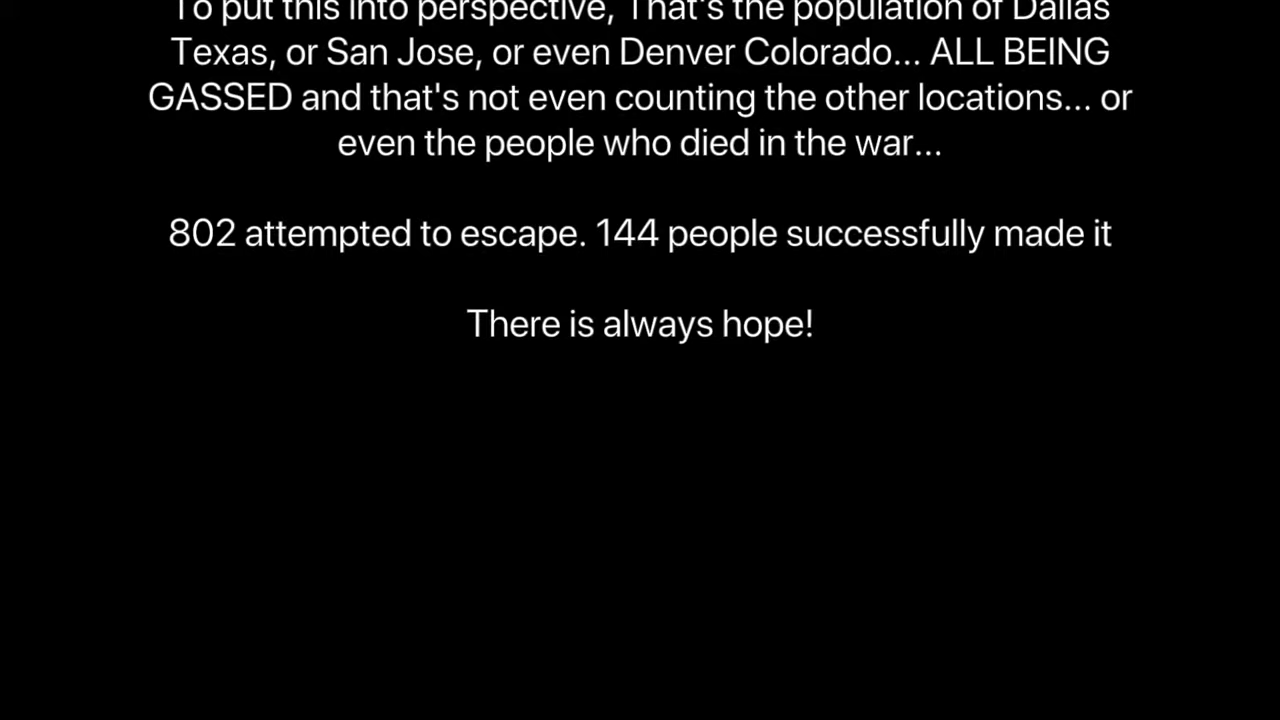 To put this into perspective, That's the population of Dallas
Texas, or San Jose, or even Denver Colorado... ALL BEING
GASSED and that's not even counting the other locations... or
even the people who died in the war...
802 attempted to escape. 144 people successfully made it
There is always hope!